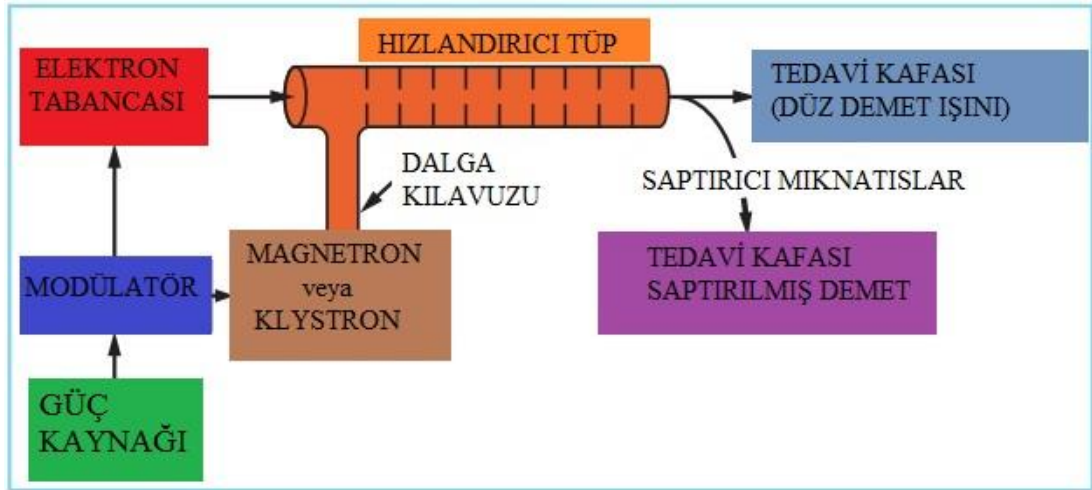 HIZLANDIRICI TÜP
ELEKTRON
TABANCASI
TEDAVİ KAFASI
(DÜZ DEMET IŞINI)
DALGA
KILAVUZU
SAPTIRICI MIKNATISLAR
MODÜLATÖR
MAGNETRON
veya
KLYSTRON
TEDAVİ KAFASI
SAPTIRILMIŞ DEMET
GÜÇ
KAYNAĞI